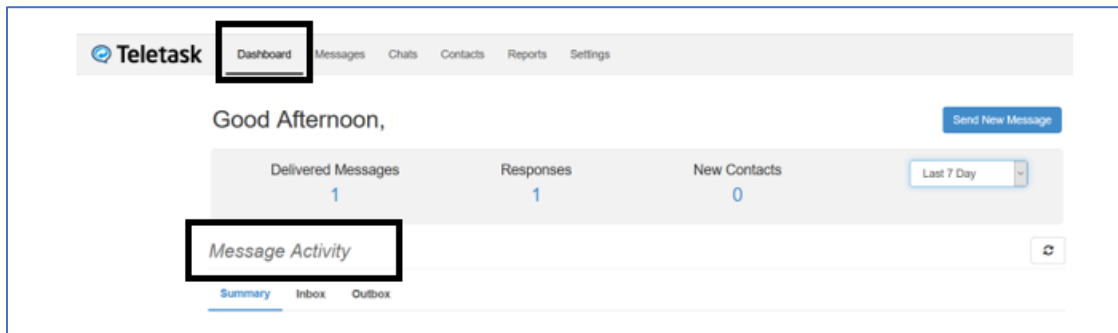 Teletask Dashboard Messages Chats Contacts Reports Settings
Good Afternoon,
Send New Message
Delivered Messages Responses New Contacts
1 1 0
Last 7 Day
Message Activity
Summary Inbox Outbox